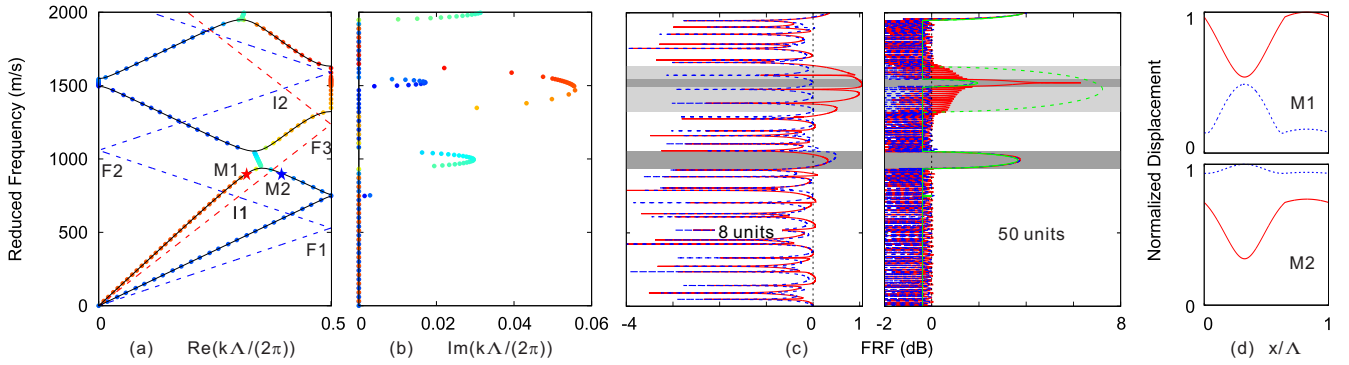 Reduced Frequency (m/s)
2000
1500
1000
500
0
F2
I2
F3
M1
M2
I1
F1
0
0.5
(a) Re(kΛ/(2π))
0
0.02
0.04
0.06
(b) Im(kΛ/(2π))
8 units
-4
0
1
50 units
-2
0
8
(c) FRF (dB)
Normalized Displacement
1
M1
0
1
M2
0
0
1
(d) x/Λ